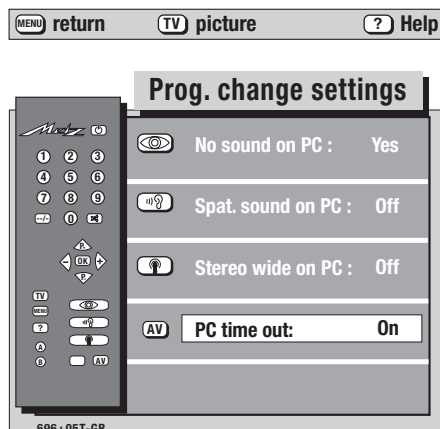 MENU return TV picture ? Help
Prog. change settings
Metz
1 2 3
4 5 6
7 8 9
--/- 0
P.
- OK +
P.
TV
MENU
?
A
B AV
No sound on PC : Yes
Spat. sound on PC : Off
Stereo wide on PC : Off
AV PC time out: On
696+05T-GB